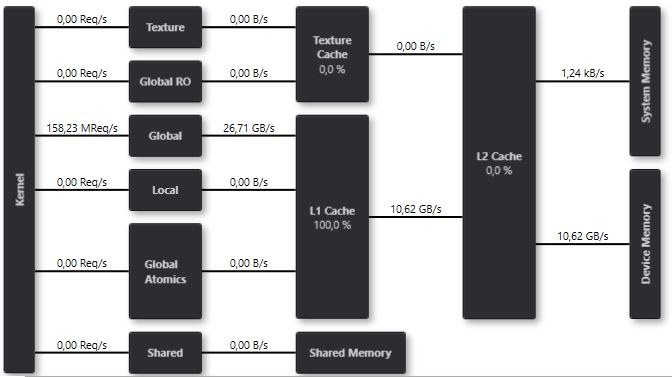 0,00 Req/s
Texture
0,00 B/s
Texture
Cache
0,0 %
0,00 B/s
0,00 Req/s
Global RO
0,00 B/s
1,24 kB/s
System Memory
158,23 MReq/s
Global
26,71 GB/s
L2 Cache
0,0 %
Kernel
0,00 Req/s
Local
0,00 B/s
L1 Cache
100,0 %
10,62 GB/s
10,62 GB/s
Device Memory
0,00 Req/s
Global
Atomics
0,00 B/s
0,00 Req/s
Shared
0,00 B/s
Shared Memory